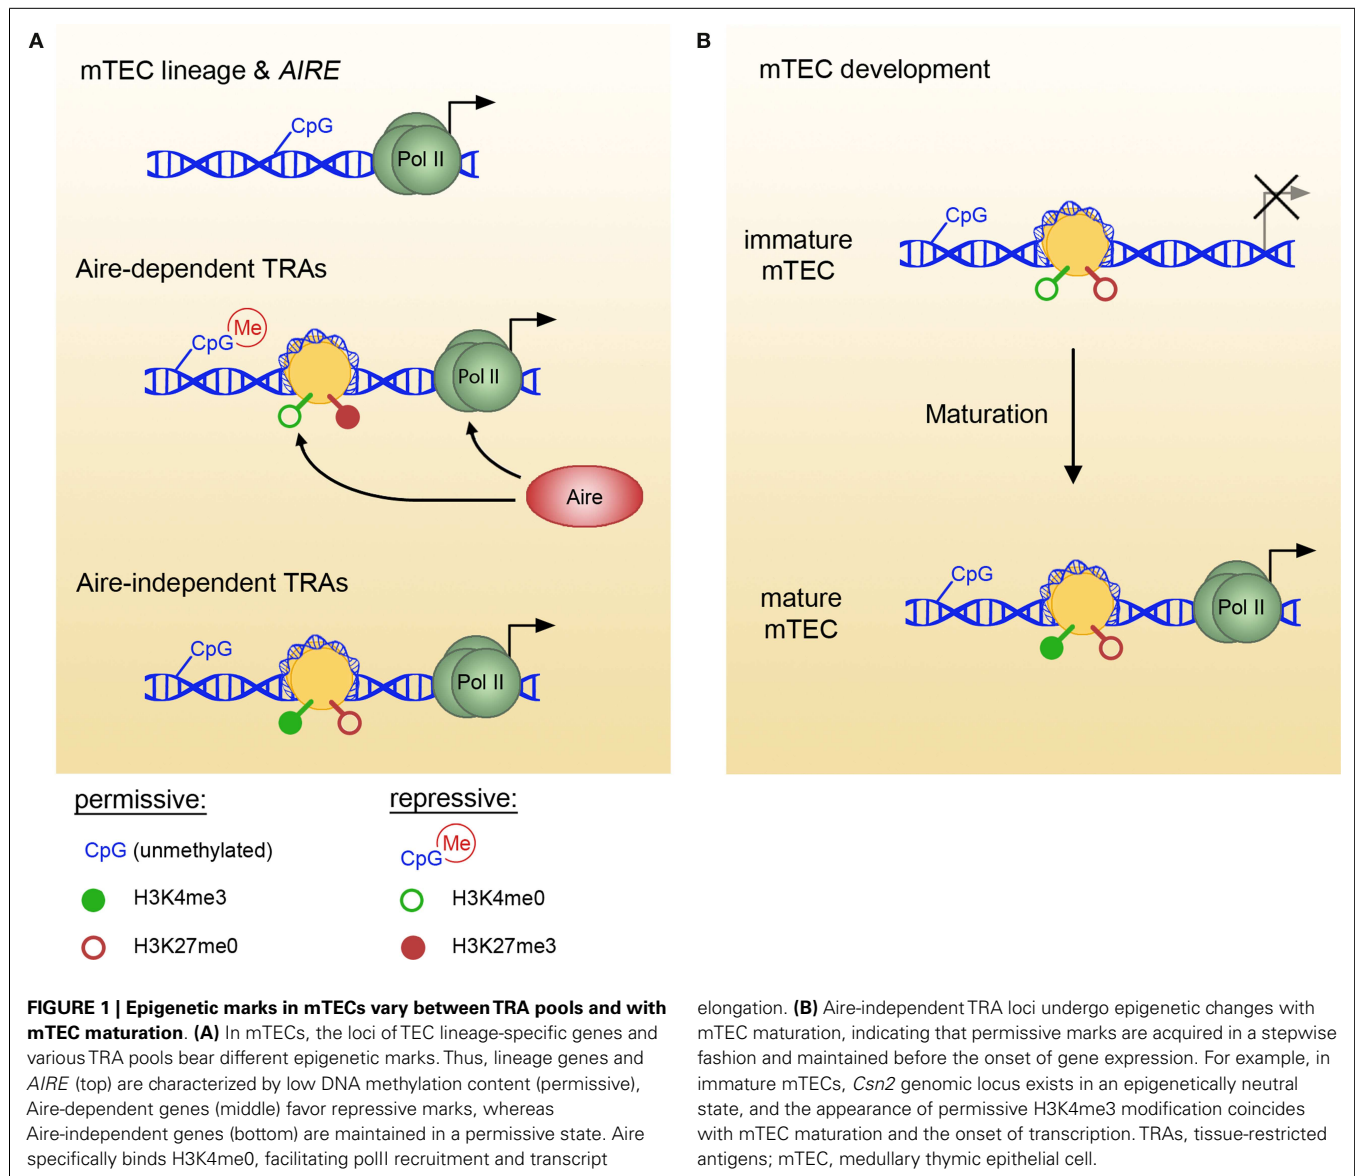 A
mTEC lineage & AIRE
CpG
Pol II
Aire-dependent TRAs
Me
CpG
Pol II
Aire
Aire-independent TRAs
CpG
Pol II
B
mTEC development
CpG
immature
mTEC
Maturation
CpG
mature
mTEC
Pol II
permissive:
CpG (unmethylated)
H3K4me3
H3K27me0
repressive:
CpG Me
H3K4me0
H3K27me3
FIGURE 1 | Epigenetic marks in mTECs vary between TRA pools and with
mTEC maturation. (A) In mTECs, the loci of TEC lineage-specific genes and
various TRA pools bear different epigenetic marks. Thus, lineage genes and
AIRE (top) are characterized by low DNA methylation content (permissive),
Aire-dependent genes (middle) favor repressive marks, whereas
Aire-independent genes (bottom) are maintained in a permissive state. Aire
specifically binds H3K4me0, facilitating polII recruitment and transcript
elongation. (B) Aire-independent TRA loci undergo epigenetic changes with
mTEC maturation, indicating that permissive marks are acquired in a stepwise
fashion and maintained before the onset of gene expression. For example, in
immature mTECs, Csn2 genomic locus exists in an epigenetically neutral
state, and the appearance of permissive H3K4me3 modification coincides
with mTEC maturation and the onset of transcription. TRAs, tissue-restricted
antigens; mTEC, medullary thymic epithelial cell.